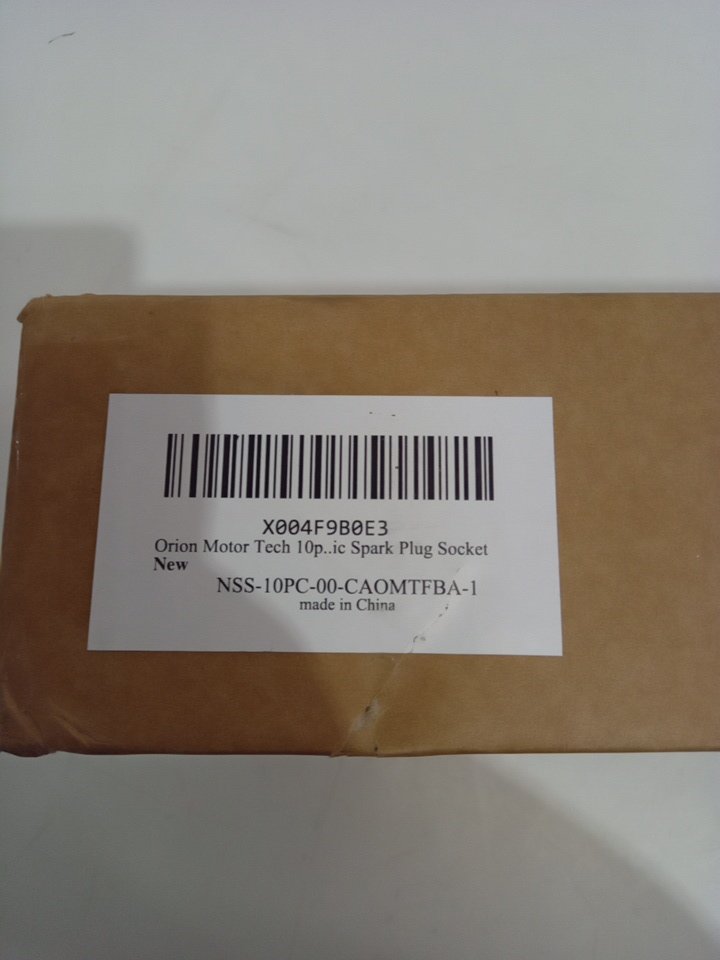 X004F9B0E3
Orion Motor Tech 10p..ic Spark Plug Socket
New
NSS-10PC-00-CAOMTFBA-1
made in China